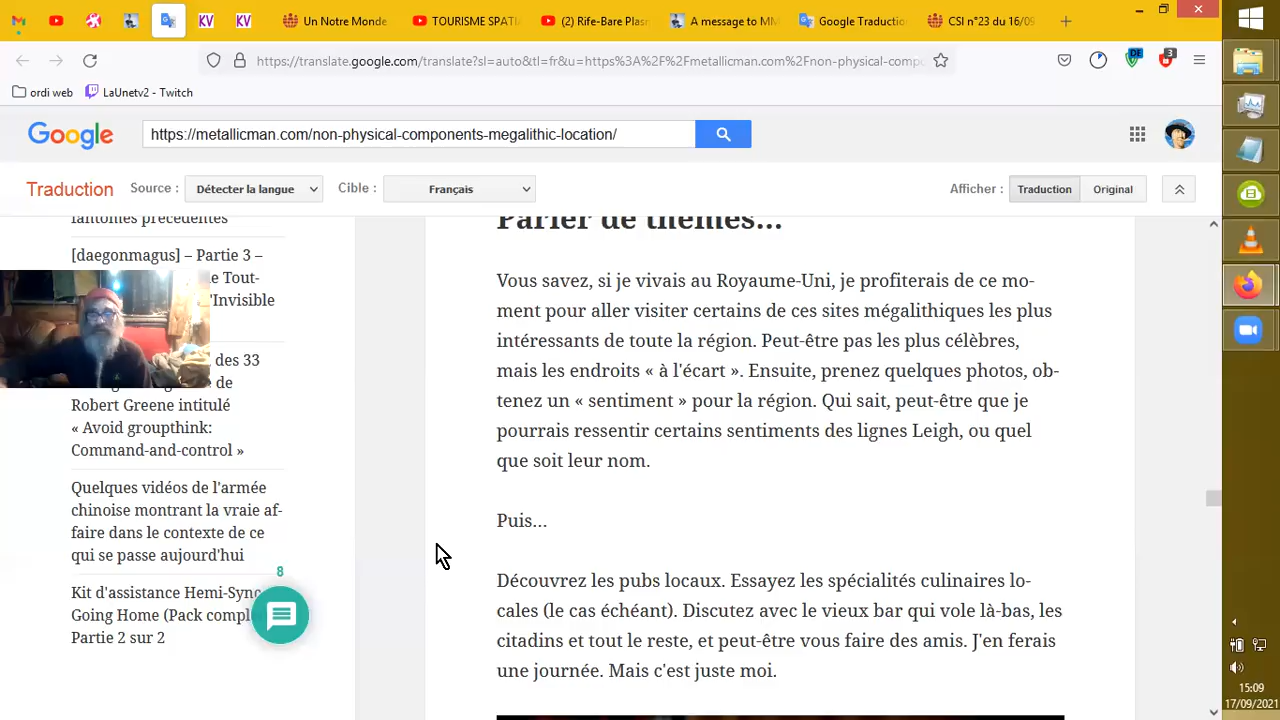 Un Notre Monde
TOURISME SPATI
(2) Rife-Bare Plasm
A message to MM
Google Traduction
CSI n°23 du 16/09
https://translate.google.com/translate?sl=auto&tl=
u=https%3A%2F%2Fmetallicman.com%2Fnon-physical-compo
DE
3
ordi web
LaUnetv2 - Twitch
Google
https://metallicman.com/non-physical-components-megalithic-location/
Traduction
Source :
Détecter la langue
Cible :
Français
Afficher :
Traduction
Original
fantômes précédentes
[daegonmagus] – Partie 3 –
e Tout-
'Invisible
des 33
de
Robert Greene intitulé
« Avoid groupthink:
Command-and-control »
Quelques vidéos de l'armée
chinoise montrant la vraie af-
faire dans le contexte de ce
qui se passe aujourd'hui
8
Kit d'assistance Hemi-Sync
Going Home (Pack compl
Partie 2 sur 2
Parler de thèmes...
Vous savez, si je vivais au Royaume-Uni, je profiterais de ce mo-
ment pour aller visiter certains de ces sites mégalithiques les plus
intéressants de toute la région. Peut-être pas les plus célèbres,
mais les endroits « à l'écart ». Ensuite, prenez quelques photos, ob-
tenez un « sentiment » pour la région. Qui sait, peut-être que je
pourrais ressentir certains sentiments des lignes Leigh, ou quel
que soit leur nom.
Puis...
Découvrez les pubs locaux. Essayez les spécialités culinaires lo-
cales (le cas échéant). Discutez avec le vieux bar qui vole là-bas, les
citadins et tout le reste, et peut-être vous faire des amis. J'en ferais
une journée. Mais c'est juste moi.
15:09
17/09/2021